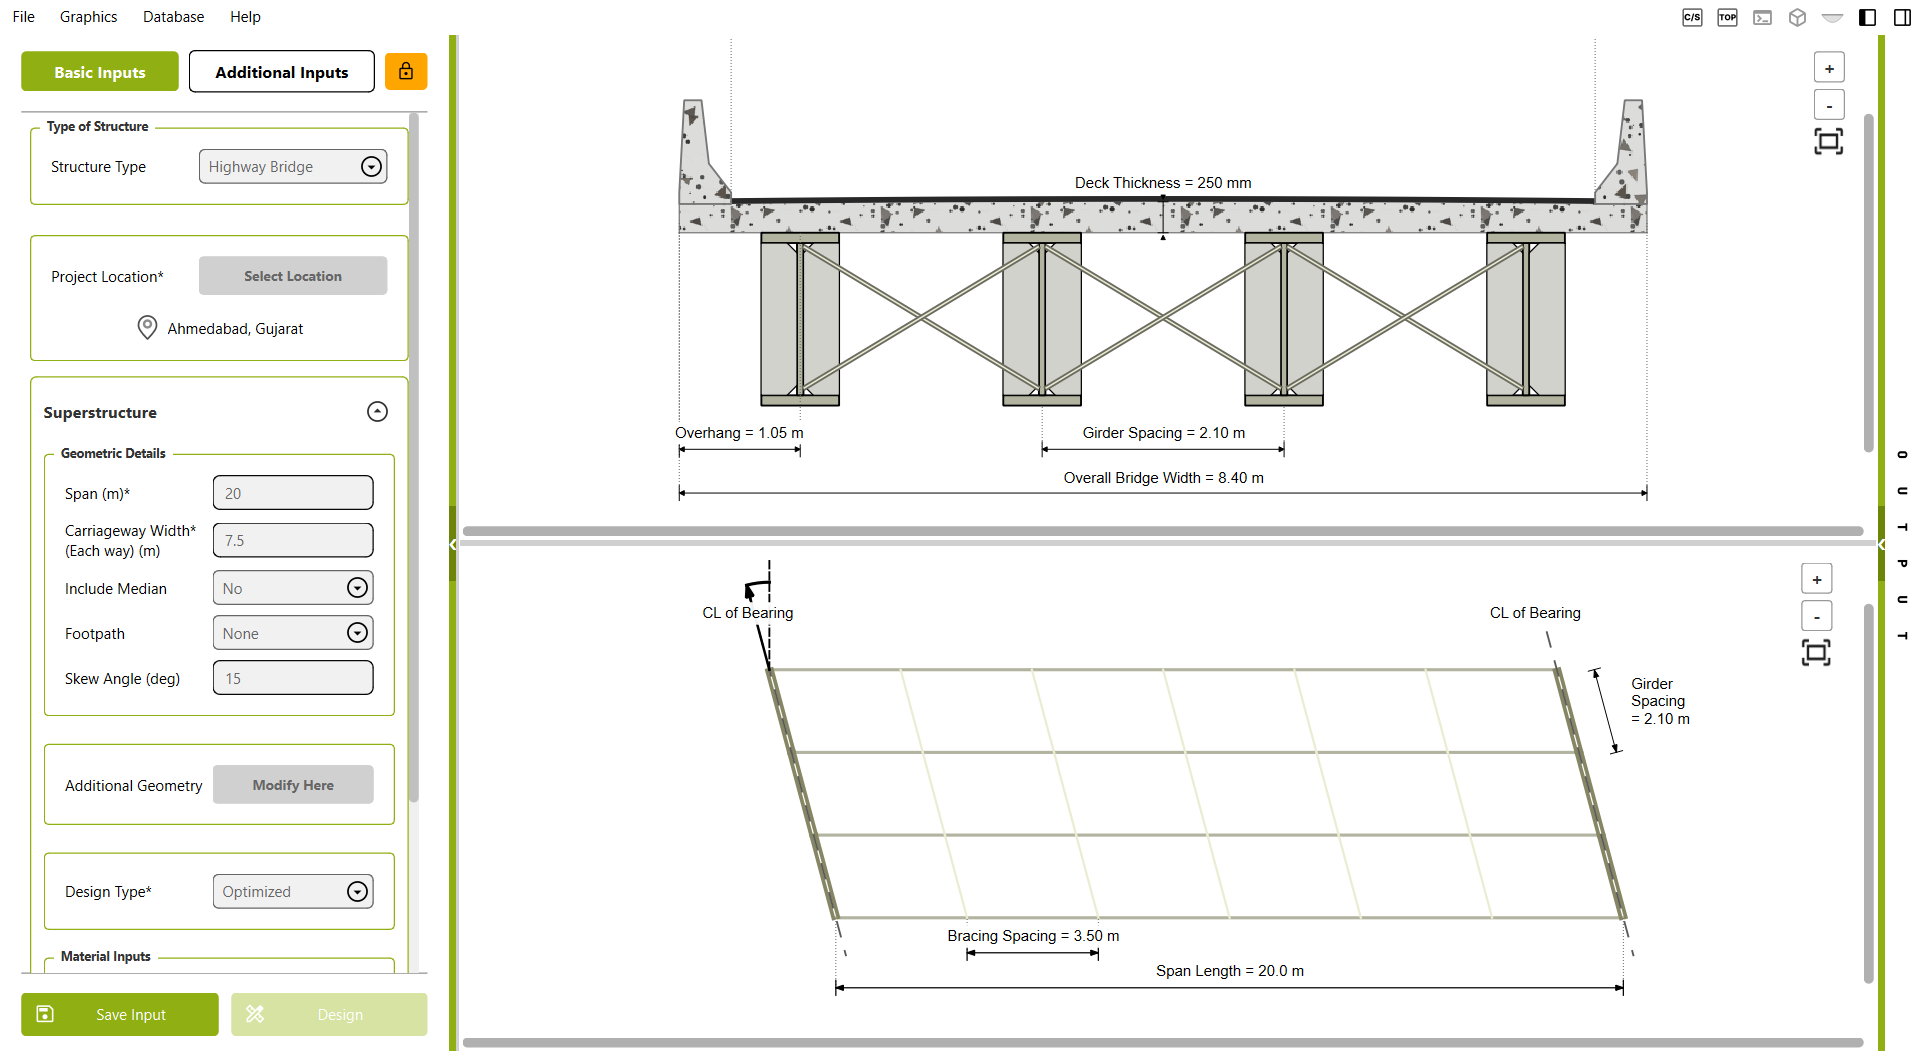 File Graphics Database Help
C/S TOP
Basic Inputs
Additional Inputs
Type of Structure
Structure Type
Highway Bridge
Project Location*
Select Location
Ahmedabad, Gujarat
Superstructure
Geometric Details
Span (m)*
20
Carriageway Width*
(Each way) (m)
7.5
Include Median
No
Footpath
None
Skew Angle (deg)
15
Additional Geometry
Modify Here
Design Type*
Optimized
Material Inputs
Save Input
Design
+
-
Deck Thickness = 250 mm
Overhang = 1.05 m
Girder Spacing = 2.10 m
Overall Bridge Width = 8.40 m
+
-
CL of Bearing
CL of Bearing
Girder
Spacing
= 2.10 m
Bracing Spacing = 3.50 m
Span Length = 20.0 m
OUTPUT